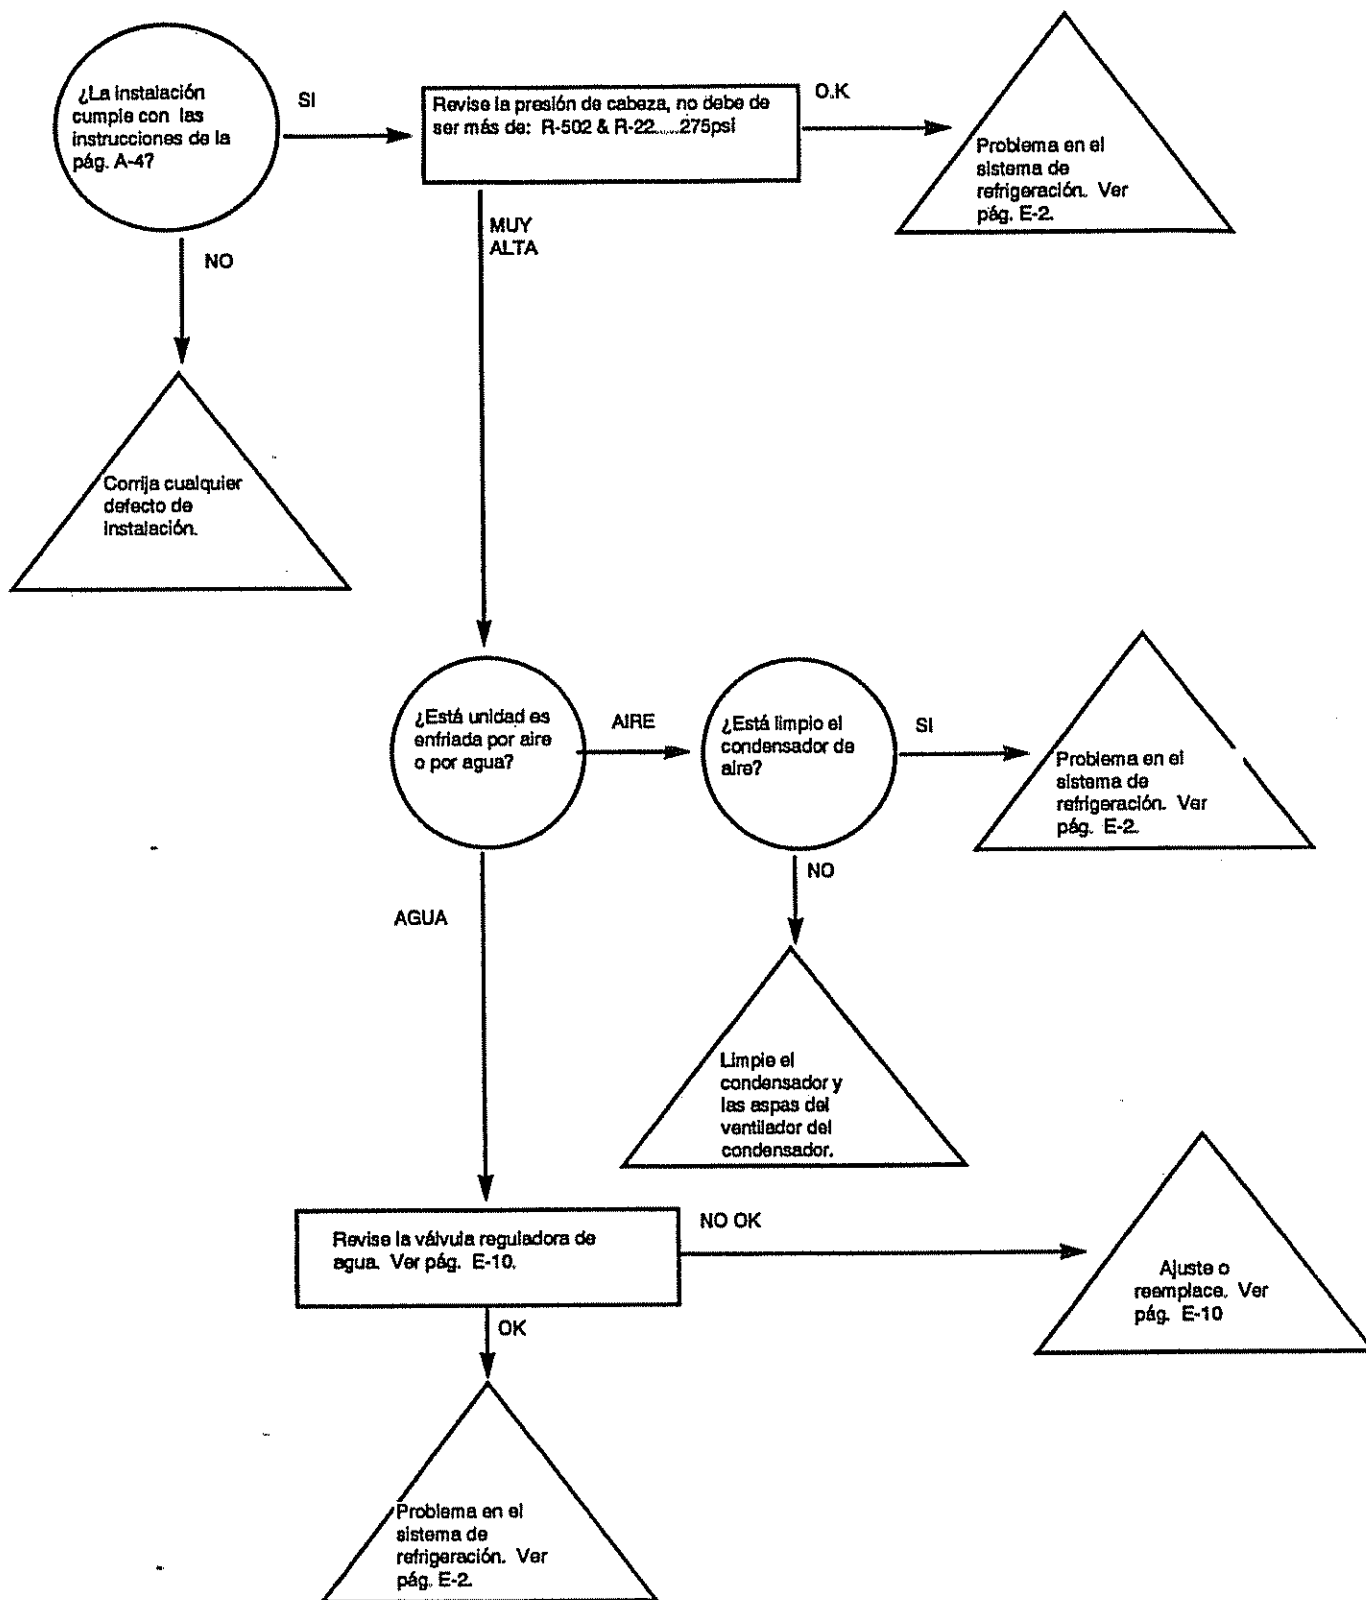 ¿La instalación
cumple con las
instrucciones de la
pág. A-4?
SI
Revise la presión de cabeza, no debe de
ser más de: R-502 & R-22......275psi
O.K
Problema en el
sistema de
refrigeración. Ver
pág. E-2.
MUY
ALTA
NO
Corrija cualquier
defecto de
instalación.
¿Está unidad es
enfriada por aire
o por agua?
AIRE
¿Está limpio el
condensador de
aire?
SI
Problema en el
sistema de
refrigeración. Ver
pág. E-2.
NO
AGUA
Limpie el
condensador y
las aspas del
ventilador del
condensador.
Revise la válvula reguladora de
agua. Ver pág. E-10.
NO OK
Ajuste o
reemplace. Ver
pág. E-10
OK
Problema en el
sistema de
refrigeración. Ver
pág. E-2.